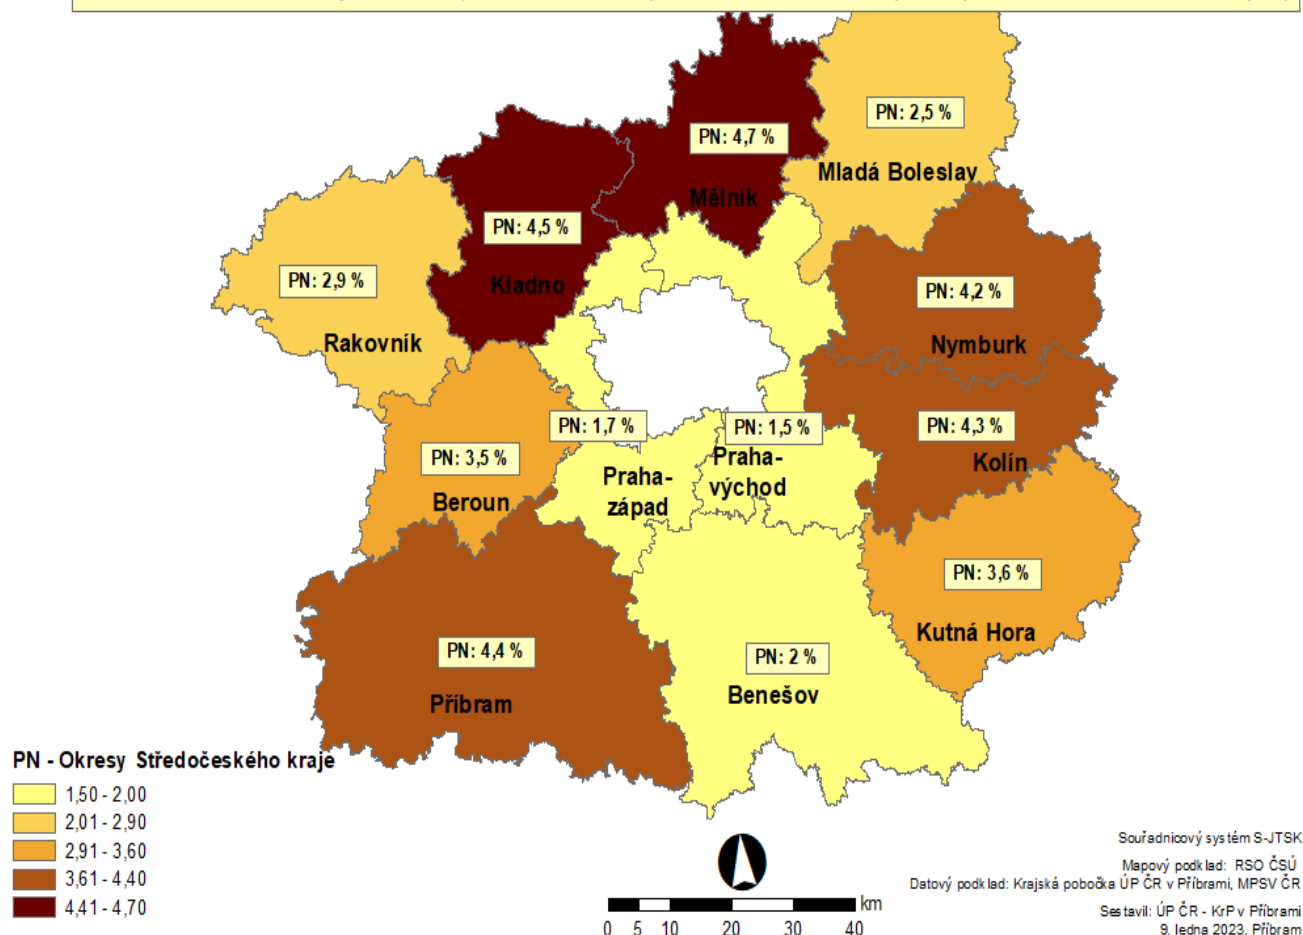 PN: 2,5 %
PN: 4,7 %
Mladá Boleslav
Mělník
PN: 4,5 %
PN: 2,9 %
Kladno
PN: 4,2 %
Rakovník
Nymburk
PN: 1,7 %
PN: 1,5 %
PN: 4,3 %
PN: 3,5 %
Praha-
západ
Praha-
východ
Kolín
Beroun
PN: 3,6 %
Kutná Hora
PN: 4,4 %
PN: 2 %
Příbram
Benešov
PN - Okresy Středočeského kraje
1,50 - 2,00
2,01 - 2,90
2,91 - 3,60
3,61 - 4,40
4,41 - 4,70
km
0 5 10 20 30 40
Souřadnicový systém S-JTSK
Mapový podklad: RSO ČSÚ
Datový podklad: Krajská pobočka ÚP ČR v Příbrami, MPSV ČR
Sestavil: ÚP ČR - KrP v Příbrami
9. ledna 2023, Příbram